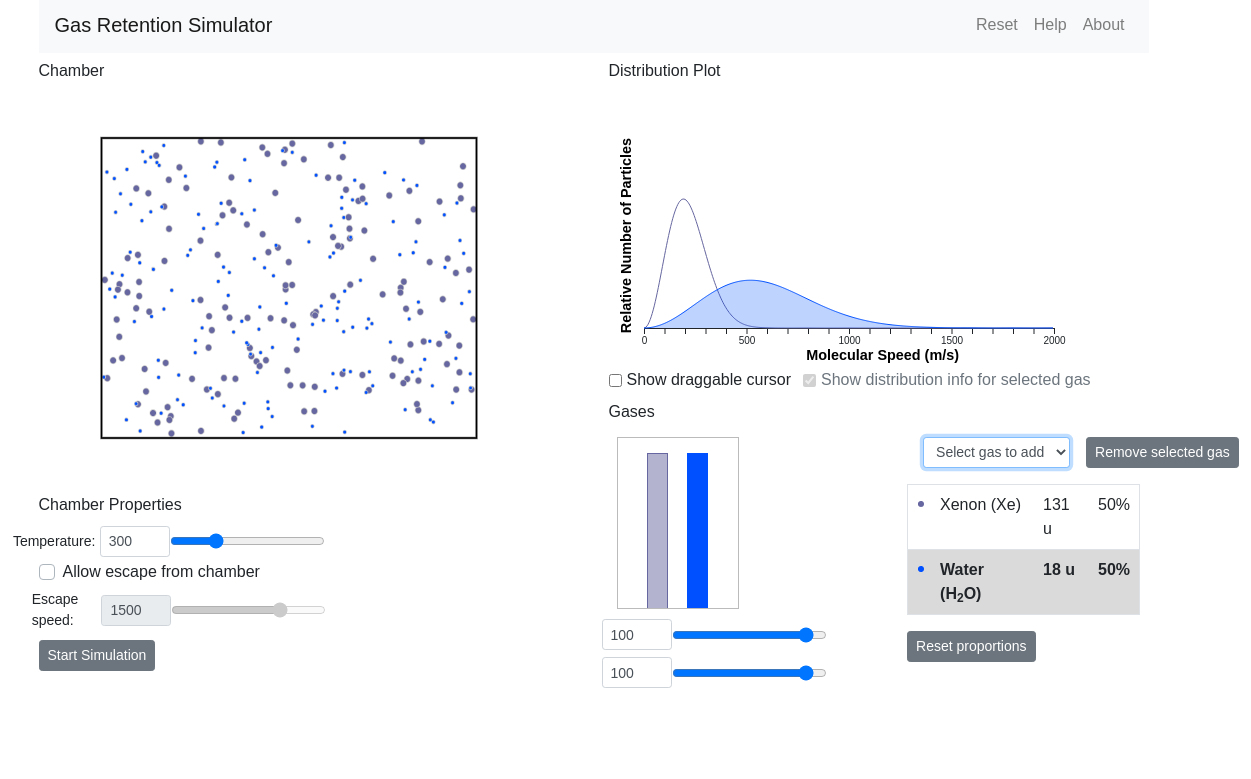 Gas Retention Simulator
Reset Help About
Chamber
Distribution Plot
Relative Number of Particles
0 500 1000 1500 2000
Molecular Speed (m/s)
Show draggable cursor Show distribution info for selected gas
Gases
Select gas to add Remove selected gas
Xenon (Xe) 131 u 50%
Water (H₂O) 18 u 50%
100
100
Reset proportions
Chamber Properties
Temperature: 300
Allow escape from chamber
Escape speed: 1500
Start Simulation